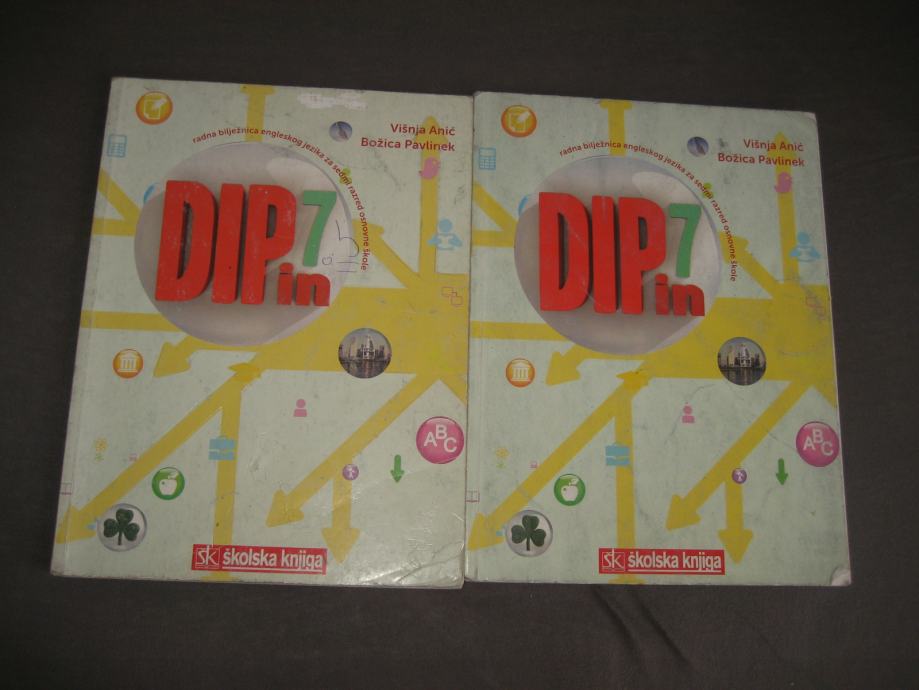 Višnja Anić
Božica Pavlinek
radna bilježnica engleskog jezika za sedmi razred osnovne škole
DIP 7
in
ABC
šk školska knjiga
Višnja Anić
Božica Pavlinek
radna bilježnica engleskog jezika za sedmi razred osnovne škole
DIP 7
in
ABC
šk školska knjiga